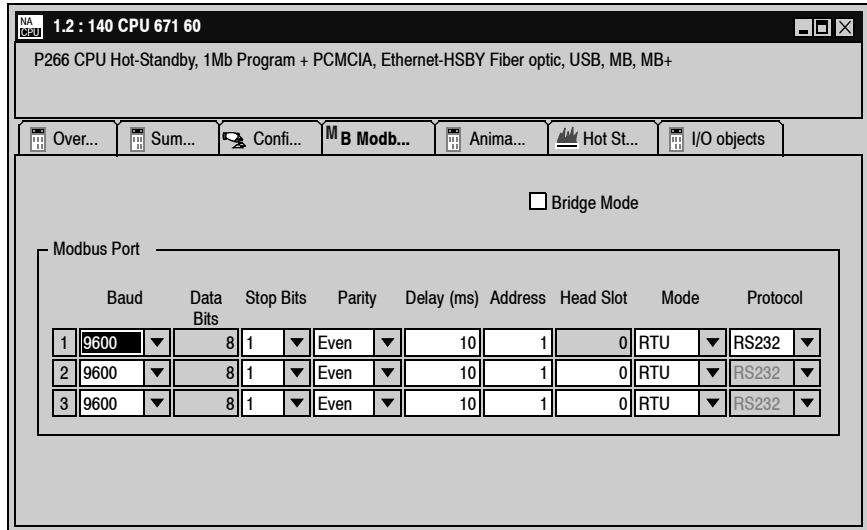 NA CPU 1.2 : 140 CPU 671 60
P266 CPU Hot-Standby, 1Mb Program + PCMCIA, Ethernet-HSBY Fiber optic, USB, MB, MB+
Over... Sum... Confi... MB Modb... Anima... Hot St... I/O objects
Bridge Mode
Modbus Port
Baud Data Bits Stop Bits Parity Delay (ms) Address Head Slot Mode Protocol
1 9600 8 1 Even 10 1 0 RTU RS232
2 9600 8 1 Even 10 1 0 RTU RS232
3 9600 8 1 Even 10 1 0 RTU RS232